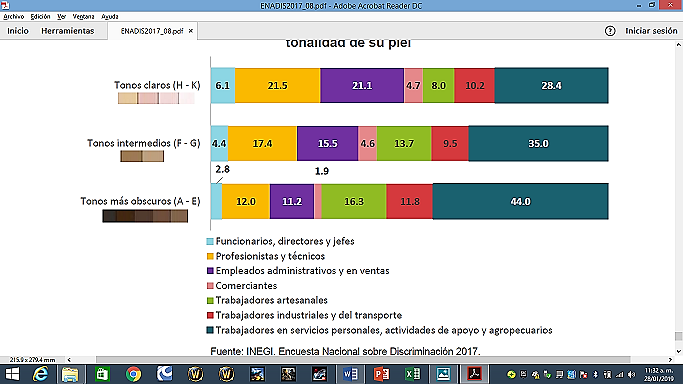 ENADIS2017_08.pdf - Adobe Acrobat Reader DC
Archivo Edición Ver Ventana Ayuda
Inicio Herramientas ENADIS2017_08.pdf × ? Iniciar sesión
tonalidad de su piel
Tonos claros (H - K) 6.1 21.5 21.1 4.7 8.0 10.2 28.4
Tonos intermedios (F - G) 4.4 17.4 15.5 4.6 13.7 9.5 35.0
2.8 1.9
Tonos más obscuros (A - E) 12.0 11.2 16.3 11.8 44.0
Funcionarios, directores y jefes
Profesionistas y técnicos
Empleados administrativos y en ventas
Comerciantes
Trabajadores artesanales
Trabajadores industriales y del transporte
Trabajadores en servicios personales, actividades de apoyo y agropecuarios
Fuente: INEGI. Encuesta Nacional sobre Discriminación 2017.
215.9 x 279.4 mm
11:32 a. m.
28/01/2019